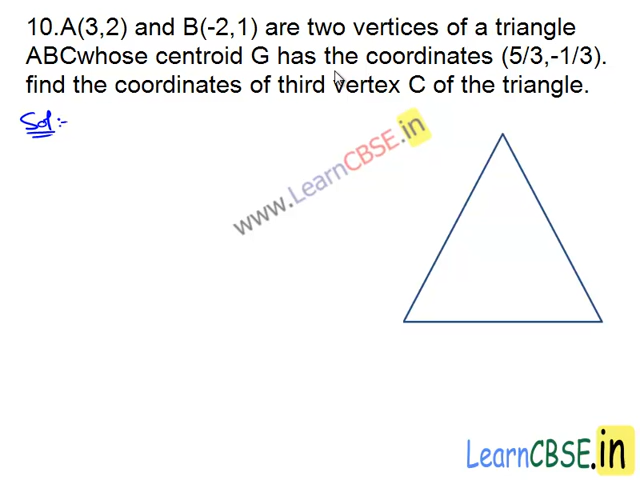 10.A(3,2) and B(-2,1) are two vertices of a triangle
ABCwhose centroid G has the coordinates (5/3,-1/3).
find the coordinates of third vertex C of the triangle.
Sol:-
www.LearnCBSE.in
LearnCBSE.in